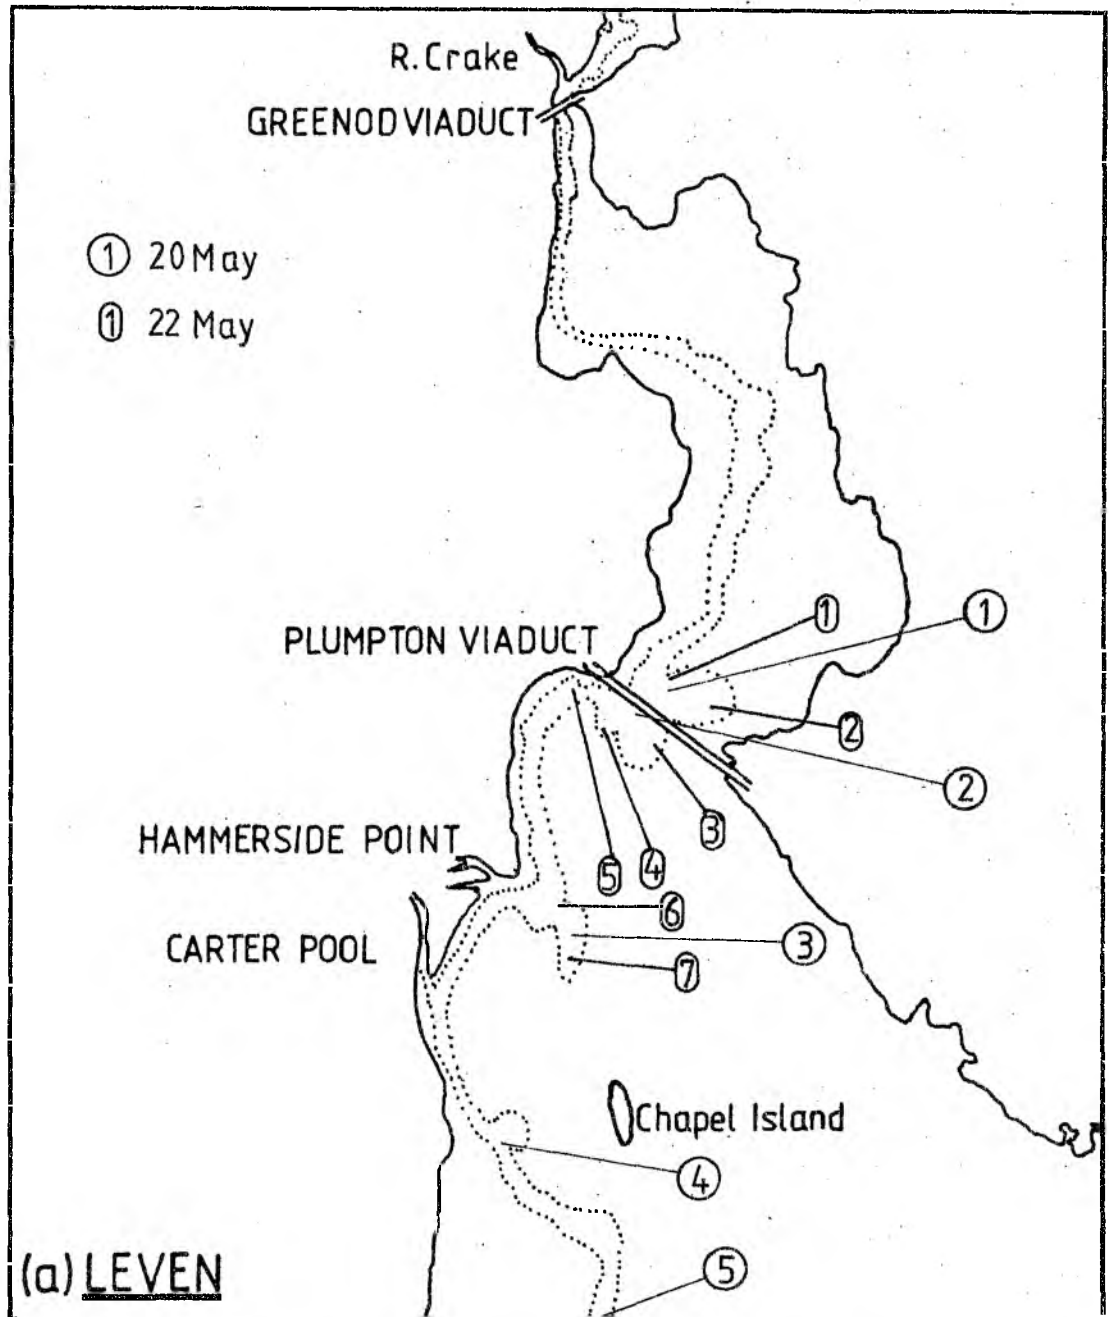 R. Crake
GREENOD VIADUCT
① 20 May
① 22 May
PLUMPTON VIADUCT
1
1
2
2
3
HAMMERSIDE POINT
5
4
6
CARTER POOL
3
7
Chapel Island
4
(a) LEVEN
5